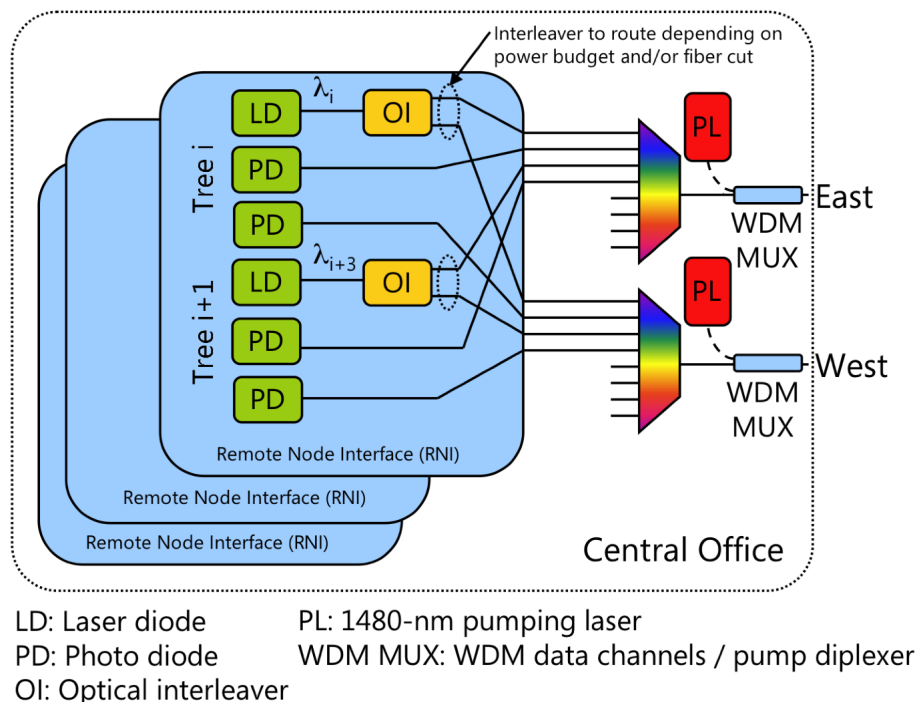 Interleaver to route depending on
power budget and/or fiber cut
Tree i
LD
λi
OI
PD
PD
Tree i+1
LD
λi+3
OI
PD
PD
Remote Node Interface (RNI)
Remote Node Interface (RNI)
Remote Node Interface (RNI)
PL
East
WDM
MUX
PL
West
WDM
MUX
Central Office
LD: Laser diode
PL: 1480-nm pumping laser
PD: Photo diode
WDM MUX: WDM data channels / pump diplexer
OI: Optical interleaver